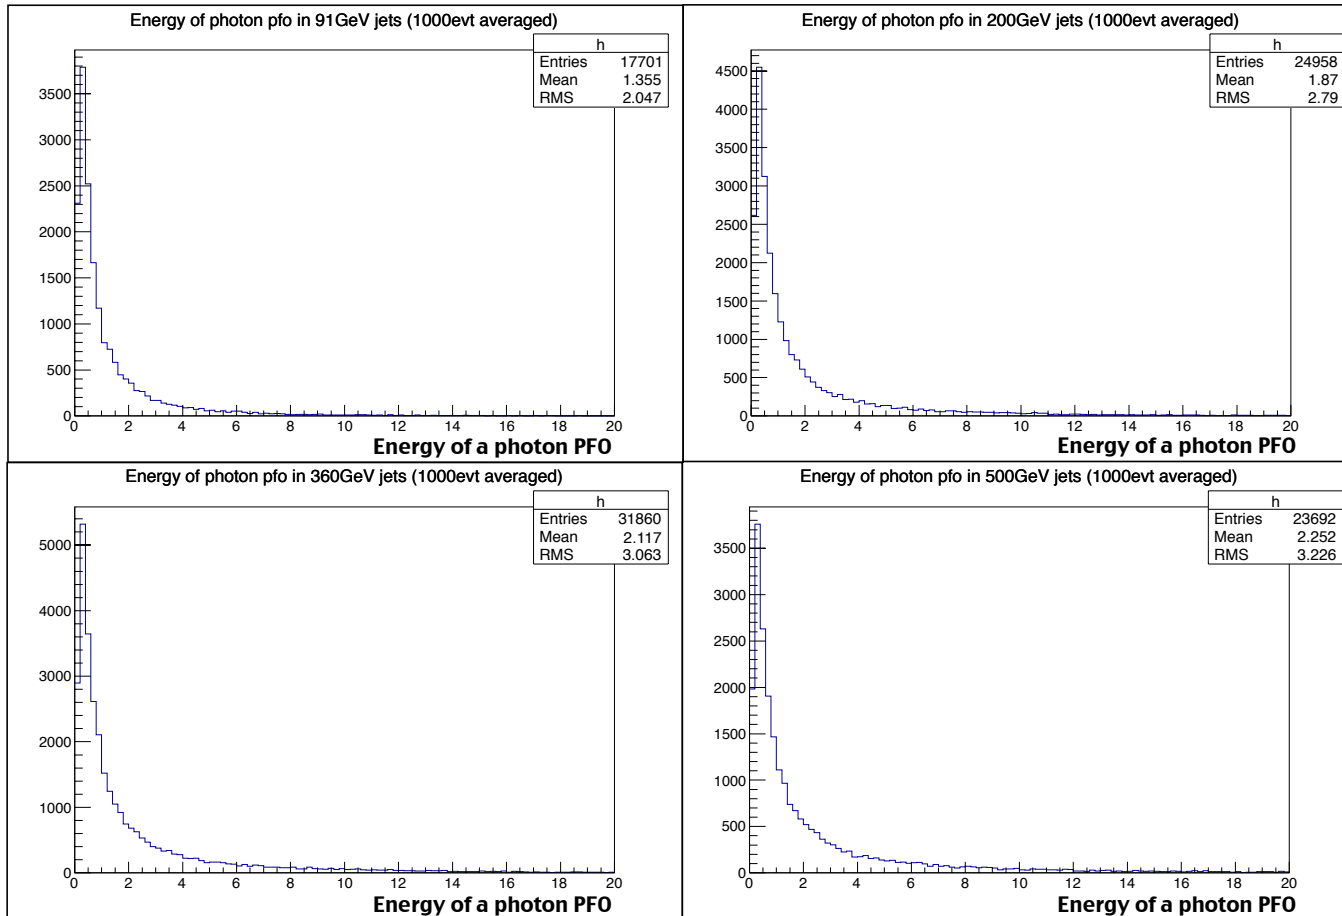 Energy of photon pfo in 91GeV jets (1000evt averaged)
h
Entries 17701
Mean 1.355
RMS 2.047
3500
3000
2500
2000
1500
1000
500
0
0 2 4 6 8 10 12 14 16 18 20
Energy of a photon PFO
Energy of photon pfo in 200GeV jets (1000evt averaged)
h
Entries 24958
Mean 1.87
RMS 2.79
4500
4000
3500
3000
2500
2000
1500
1000
500
0
0 2 4 6 8 10 12 14 16 18 20
Energy of a photon PFO
Energy of photon pfo in 360GeV jets (1000evt averaged)
h
Entries 31860
Mean 2.117
RMS 3.063
5000
4000
3000
2000
1000
0
0 2 4 6 8 10 12 14 16 18 20
Energy of a photon PFO
Energy of photon pfo in 500GeV jets (1000evt averaged)
h
Entries 23692
Mean 2.252
RMS 3.226
3500
3000
2500
2000
1500
1000
500
0
0 2 4 6 8 10 12 14 16 18 20
Energy of a photon PFO